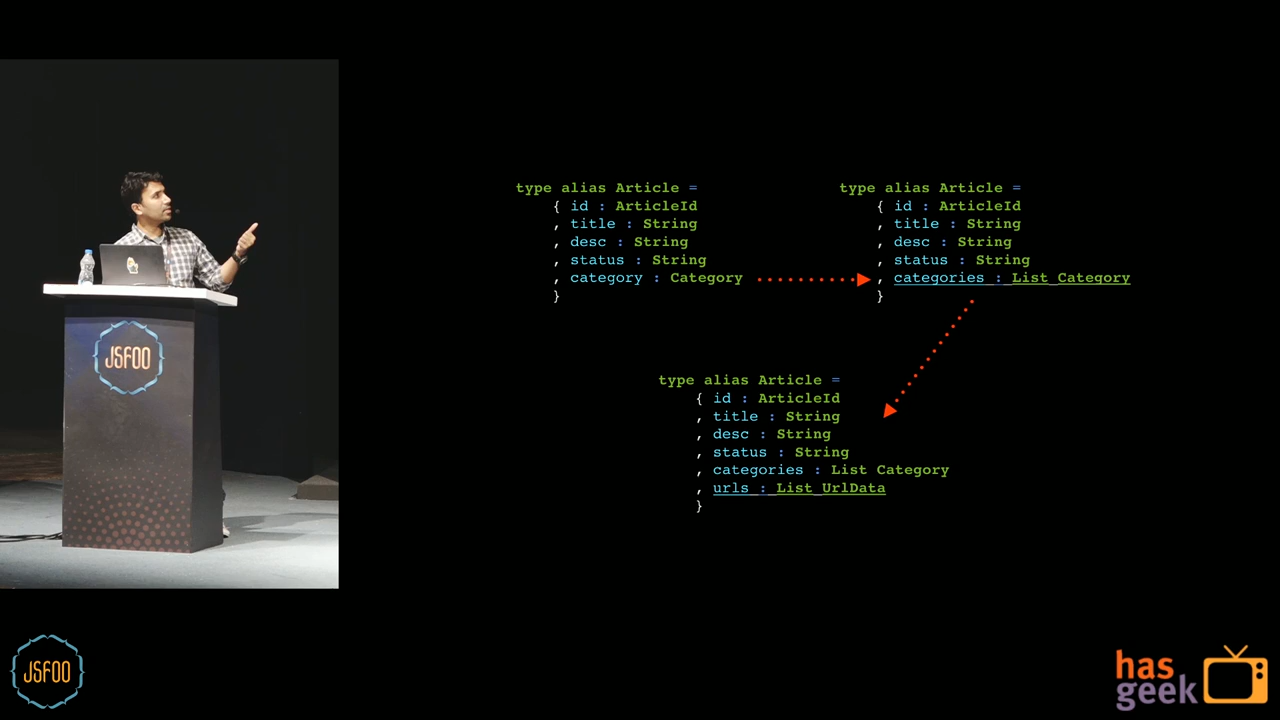 type alias Article =
{ id : ArticleId
, title : String
, desc : String
, status : String
, category : Category
}
type alias Article =
{ id : ArticleId
, title : String
, desc : String
, status : String
, categories : List Category
}
type alias Article =
{ id : ArticleId
, title : String
, desc : String
, status : String
, categories : List Category
, urls : List UrlData
}
JSFOO
JSFOO
has
geek